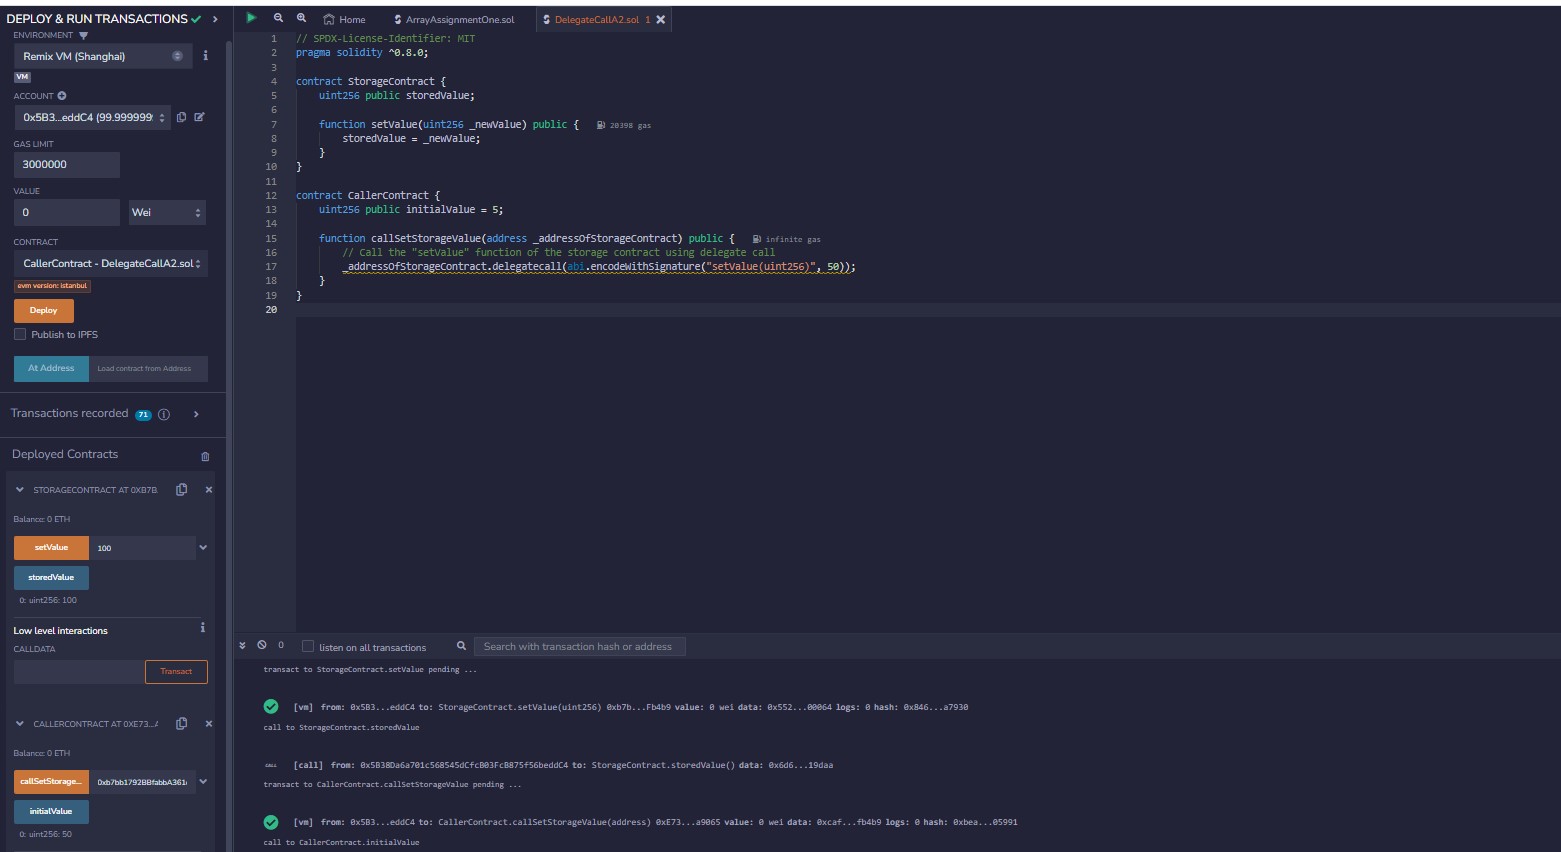 DEPLOY & RUN TRANSACTIONS
ENVIRONMENT
Remix VM (Shanghai)
VM
ACCOUNT
0x5B3...eddC4 (99.999999
GAS LIMIT
3000000
VALUE
0
Wei
CONTRACT
CallerContract - DelegateCallA2.sol
evm version: istanbul
Deploy
Publish to IPFS
At Address
Load contract from Address
Transactions recorded 71
Deployed Contracts
STORAGECONTRACT AT 0XB7B.
Balance: 0 ETH
setValue
100
storedValue
0: uint256: 100
Low level interactions
CALLDATA
Transact
CALLERCONTRACT AT 0XE73...A
Balance: 0 ETH
callSetStorage...
0xb7bb1792BBfabbA361
initialValue
0: uint256: 50
Home
ArrayAssignmentOne.sol
DelegateCallA2.sol 1
1 // SPDX-License-Identifier: MIT
2 pragma solidity ^0.8.0;
3
4 contract StorageContract {
5 uint256 public storedValue;
6
7 function setValue(uint256 _newValue) public { 20398 gas
8 storedValue = _newValue;
9 }
10 }
11
12 contract CallerContract {
13 uint256 public initialValue = 5;
14
15 function callSetStorageValue(address _addressOfStorageContract) public { infinite gas
16 // Call the "setValue" function of the storage contract using delegate call
17 _addressOfStorageContract.delegatecall(abi.encodeWithSignature("setValue(uint256)", 50));
18 }
19 }
20
0
listen on all transactions
Search with transaction hash or address
transact to StorageContract.setValue pending ...
[vm] from: 0x5B3...eddC4 to: StorageContract.setValue(uint256) 0xb7b...Fb4b9 value: 0 wei data: 0x552...00064 logs: 0 hash: 0x846...a7930
call to StorageContract.storedValue
CALL [call] from: 0x5B38Da6a701c568545dCfcB03FcB875f56beddC4 to: StorageContract.storedValue() data: 0x6d6...19daa
transact to CallerContract.callSetStorageValue pending ...
[vm] from: 0x5B3...eddC4 to: CallerContract.callSetStorageValue(address) 0xE73...a9065 value: 0 wei data: 0xcaf...fb4b9 logs: 0 hash: 0xbea...05991
call to CallerContract.initialValue